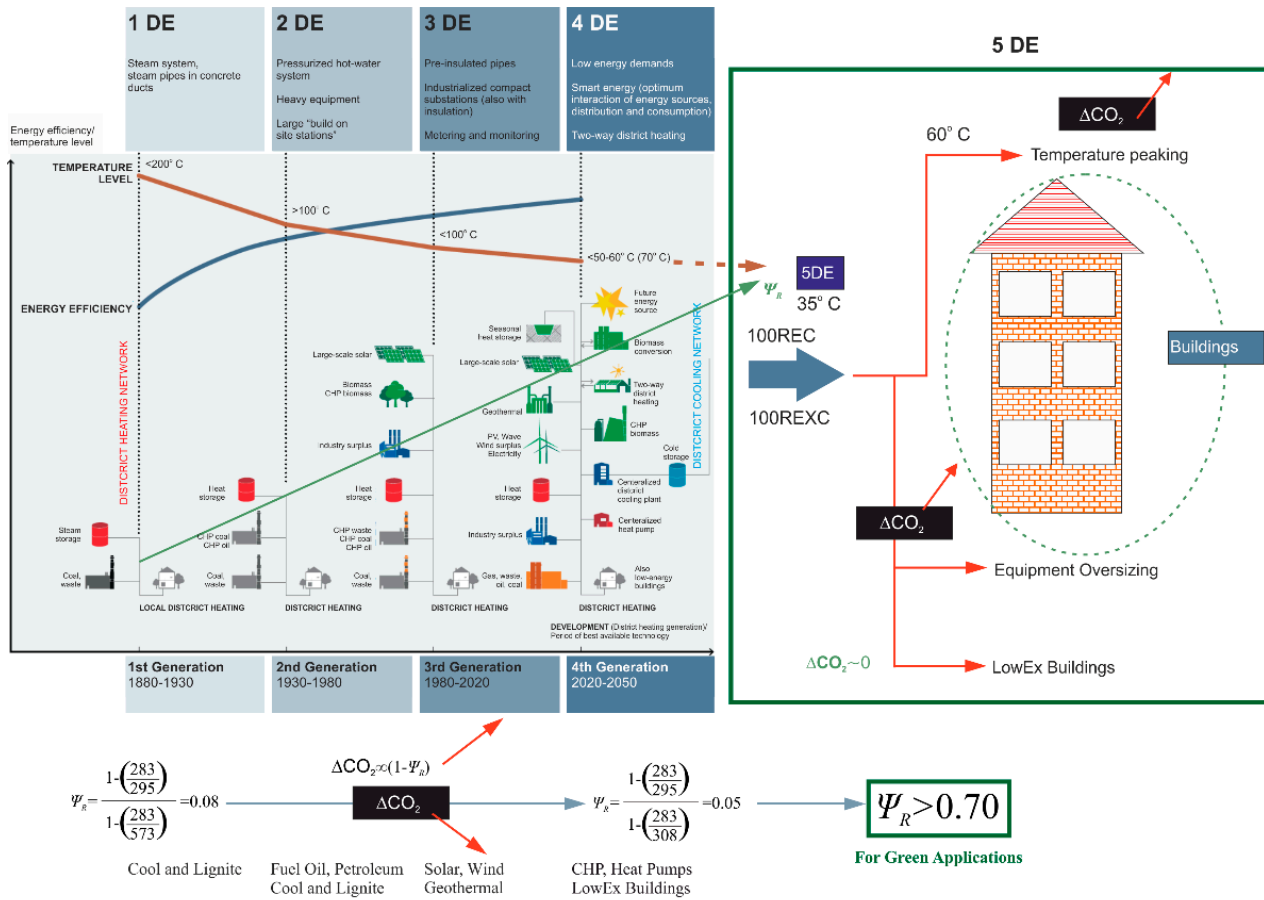 1 DE
Steam system,
steam pipes in concrete
ducts
2 DE
Pressurized hot-water
system
Heavy equipment
Large "build on
site stations"
3 DE
Pre-insulated pipes
Industrialized compact
substations (also with
insulation)
Metering and monitoring
4 DE
Low energy demands
Smart energy (optimum
interaction of energy sources,
distribution and consumption)
Two-way district heating
Energy efficiency/
temperature level
TEMPERATURE
LEVEL
<200° C
>100° C
<100° C
<50-60° C (70° C)
ENERGY EFFICIENCY
ΨR
DISTCRICT HEATING NETWORK
Steam
storage
Coal,
waste
LOCAL DISTCRICT HEATING
Heat
storage
CHP coal
CHP oil
Coal,
waste
DISTCRICT HEATING
Large-scale solar
Biomass
CHP biomass
Industry surplus
Heat
storage
CHP waste
CHP coal
CHP oil
Coal,
waste
DISTCRICT HEATING
Seasonal
heat storage
Large-scale solar
Geothermal
PV, Wave
Wind surplus
Electricity
Heat
storage
Industry surplus
Gas, waste,
oil, coal
Future
energy
source
Biomass
conversion
Two-way
district
heating
CHP
biomass
Cold
storage
Centeralized
district
cooling plant
Centeralized
heat pump
Also
low-energy
buildings
DISTCRICT HEATING
DISTCRICT COOLING NETWORK
DEVELOPMENT (District heating generation)/
Period of best available technology
1st Generation
1880-1930
2nd Generation
1930-1980
3rd Generation
1980-2020
4th Generation
2020-2050
5 DE
ΔCO2
60° C
Temperature peaking
5DE
35° C
100REC
100REXC
Buildings
ΔCO2
Equipment Oversizing
ΔCO2~0
LowEx Buildings
ΨR=(1-(283/295))/(1-(283/573))=0.08
ΔCO2∝(1-ΨR)
ΔCO2
ΨR=(1-(283/295))/(1-(283/308))=0.05
ΨR>0.70
For Green Applications
Cool and Lignite
Fuel Oil, Petroleum
Cool and Lignite
Solar, Wind
Geothermal
CHP, Heat Pumps
LowEx Buildings